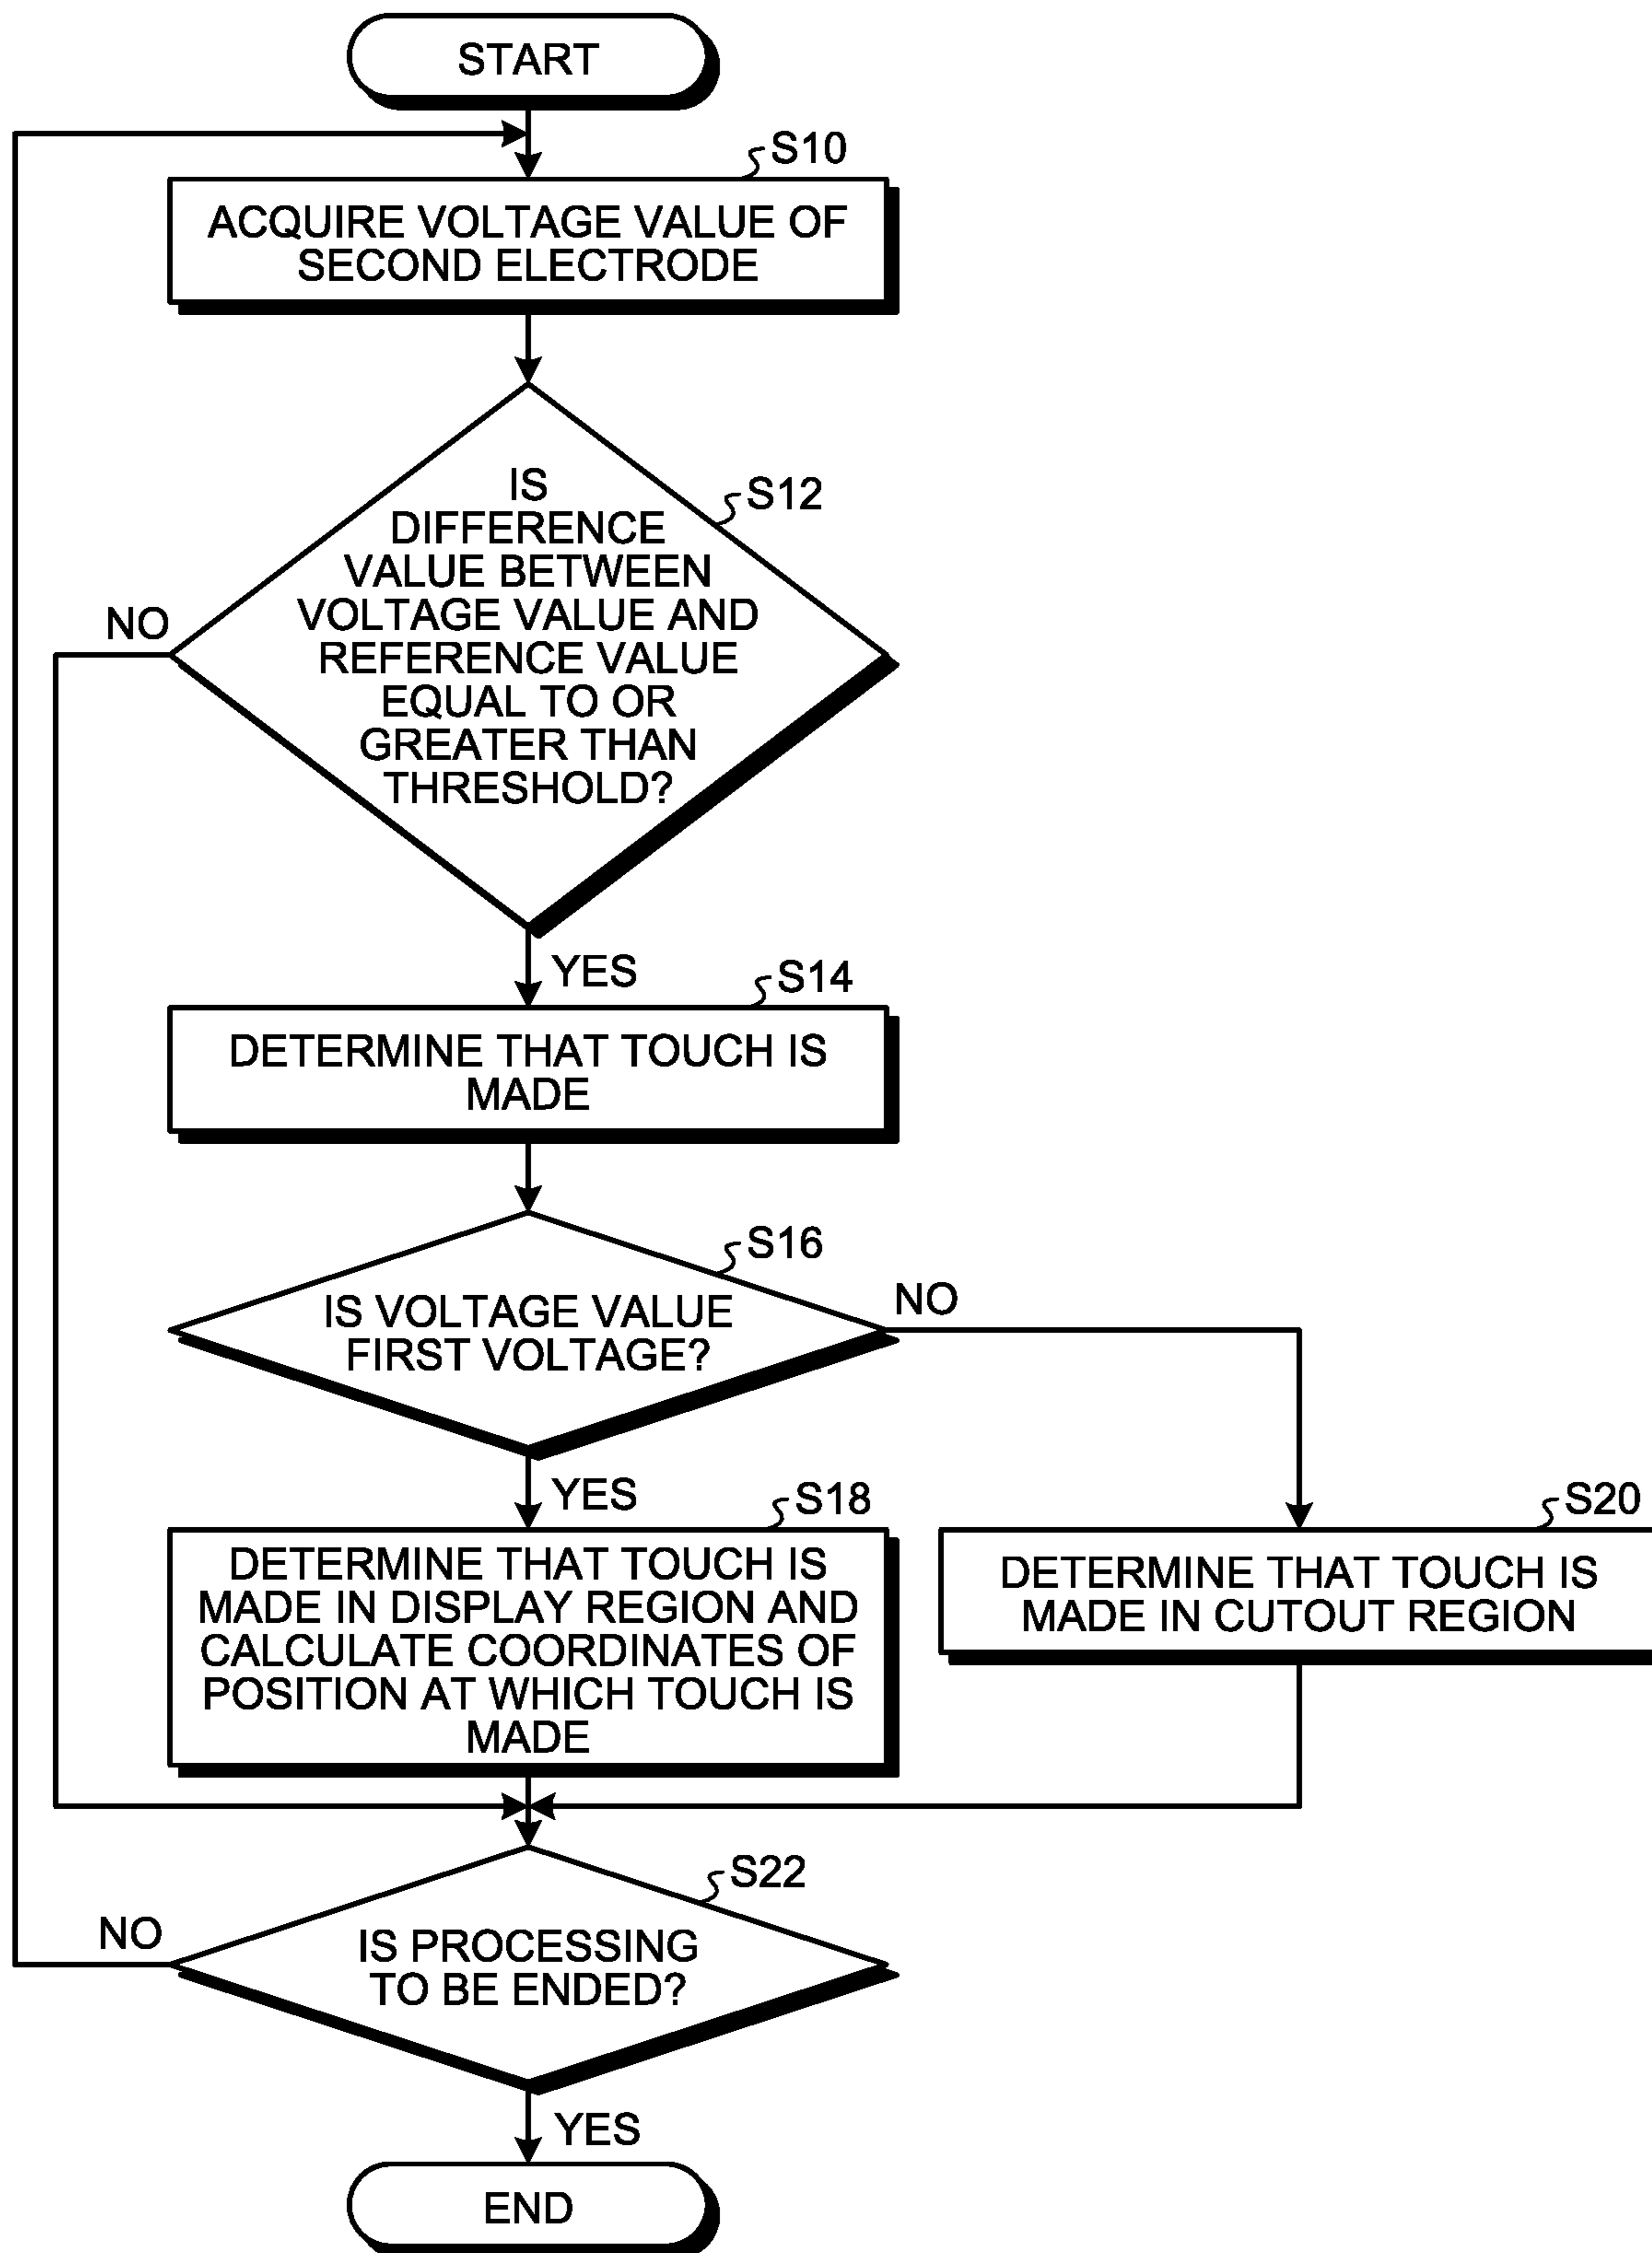 START
S10
ACQUIRE VOLTAGE VALUE OF
SECOND ELECTRODE
S12
IS
DIFFERENCE
VALUE BETWEEN
VOLTAGE VALUE AND
REFERENCE VALUE
EQUAL TO OR
GREATER THAN
THRESHOLD?
NO
YES
S14
DETERMINE THAT TOUCH IS
MADE
S16
IS VOLTAGE VALUE
FIRST VOLTAGE?
NO
YES
S18
DETERMINE THAT TOUCH IS
MADE IN DISPLAY REGION AND
CALCULATE COORDINATES OF
POSITION AT WHICH TOUCH IS
MADE
S20
DETERMINE THAT TOUCH IS
MADE IN CUTOUT REGION
S22
IS PROCESSING
TO BE ENDED?
NO
YES
END